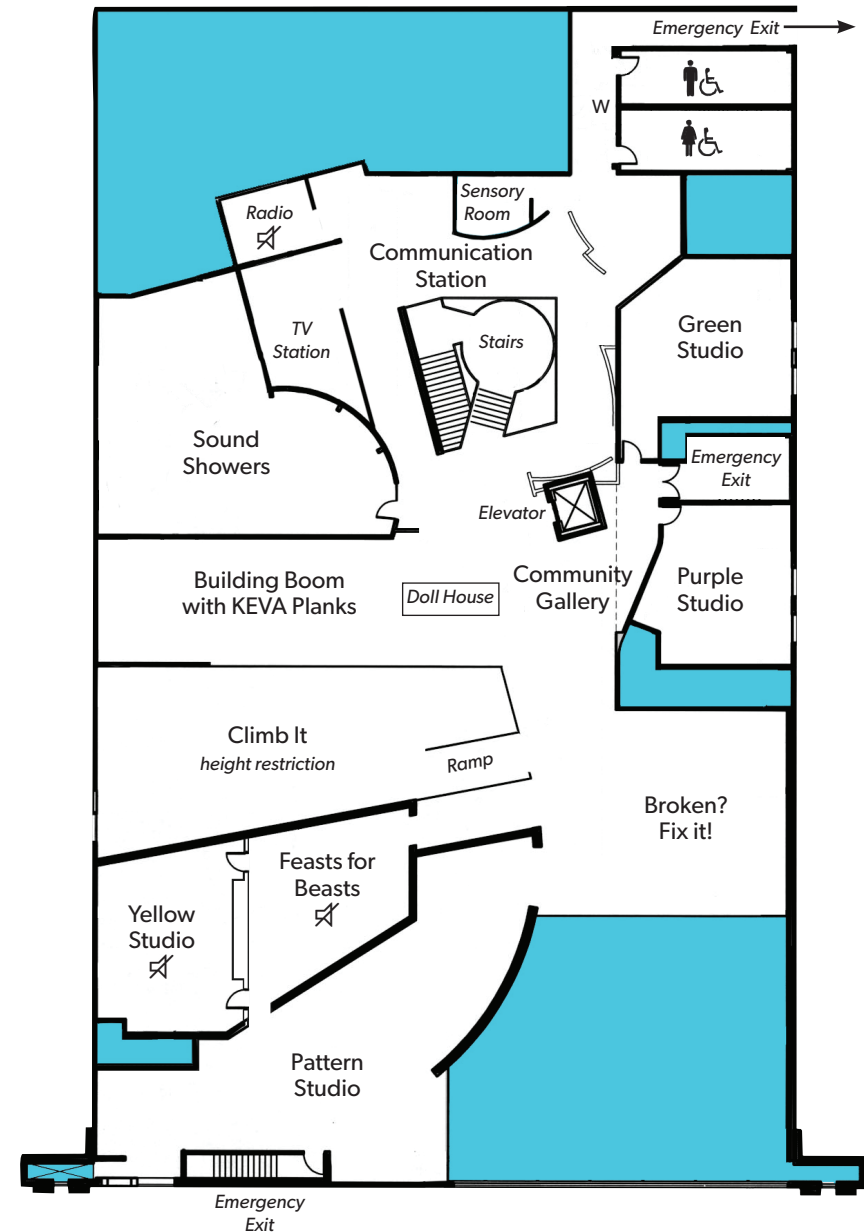 Emergency Exit
W
Sensory
Room
Radio
Communication
Station
TV
Station
Stairs
Green
Studio
Sound
Showers
Emergency
Exit
Elevator
Building Boom
with KEVA Planks
Doll House
Community
Gallery
Purple
Studio
Climb It
height restriction
Ramp
Broken?
Fix it!
Feasts for
Beasts
Yellow
Studio
Pattern
Studio
Emergency
Exit